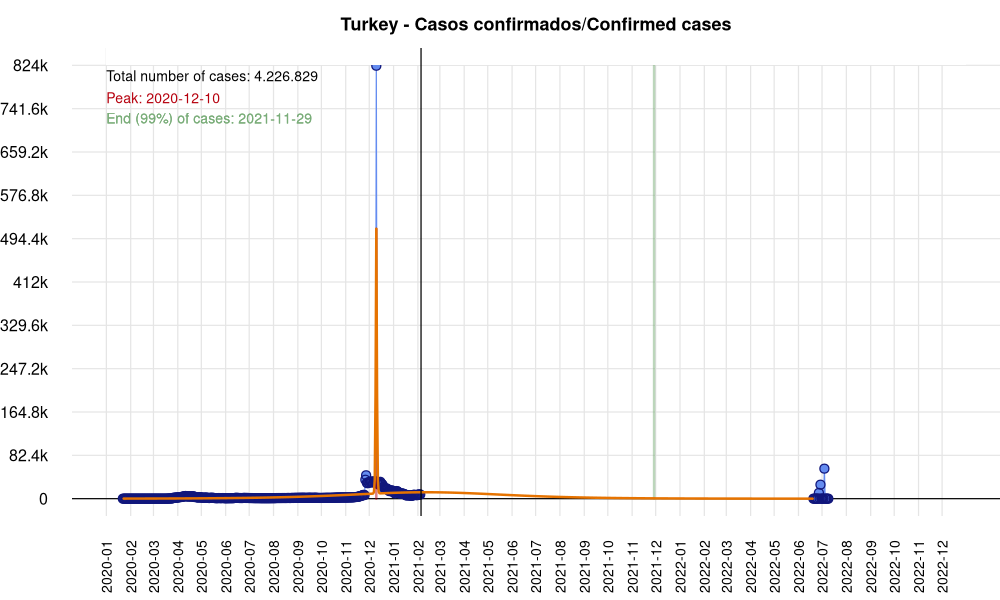 Turkey - Casos confirmados/Confirmed cases
824k
741.6k
659.2k
576.8k
494.4k
412k
329.6k
247.2k
164.8k
82.4k
0
Total number of cases: 4.226.829
Peak: 2020-12-10
End (99%) of cases: 2021-11-29
2020-01
2020-02
2020-03
2020-04
2020-05
2020-06
2020-07
2020-08
2020-09
2020-10
2020-11
2020-12
2021-01
2021-02
2021-03
2021-04
2021-05
2021-06
2021-07
2021-08
2021-09
2021-10
2021-11
2021-12
2022-01
2022-02
2022-03
2022-04
2022-05
2022-06
2022-07
2022-08
2022-09
2022-10
2022-11
2022-12